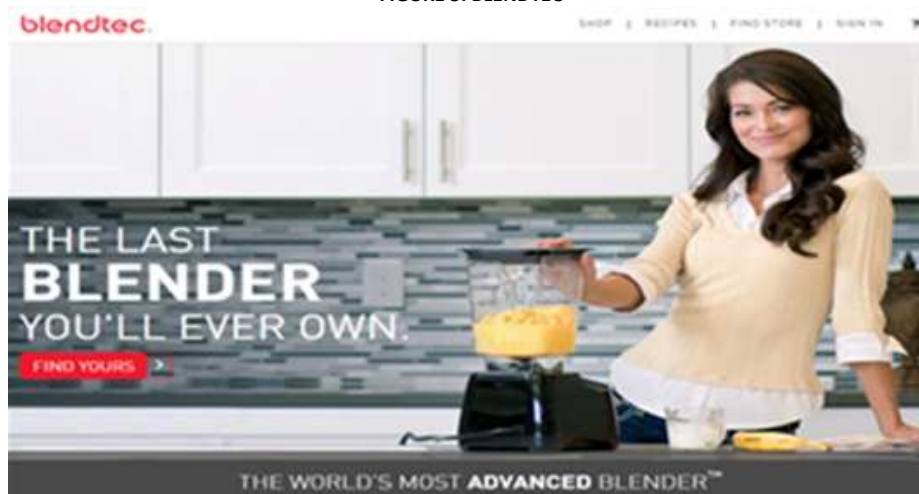 blendtec.
SHOP | RECIPES | FIND STORE | SIGN IN
THE LAST
BLENDER
YOU'LL EVER OWN.
FIND YOURS >
THE WORLD'S MOST ADVANCED BLENDER™